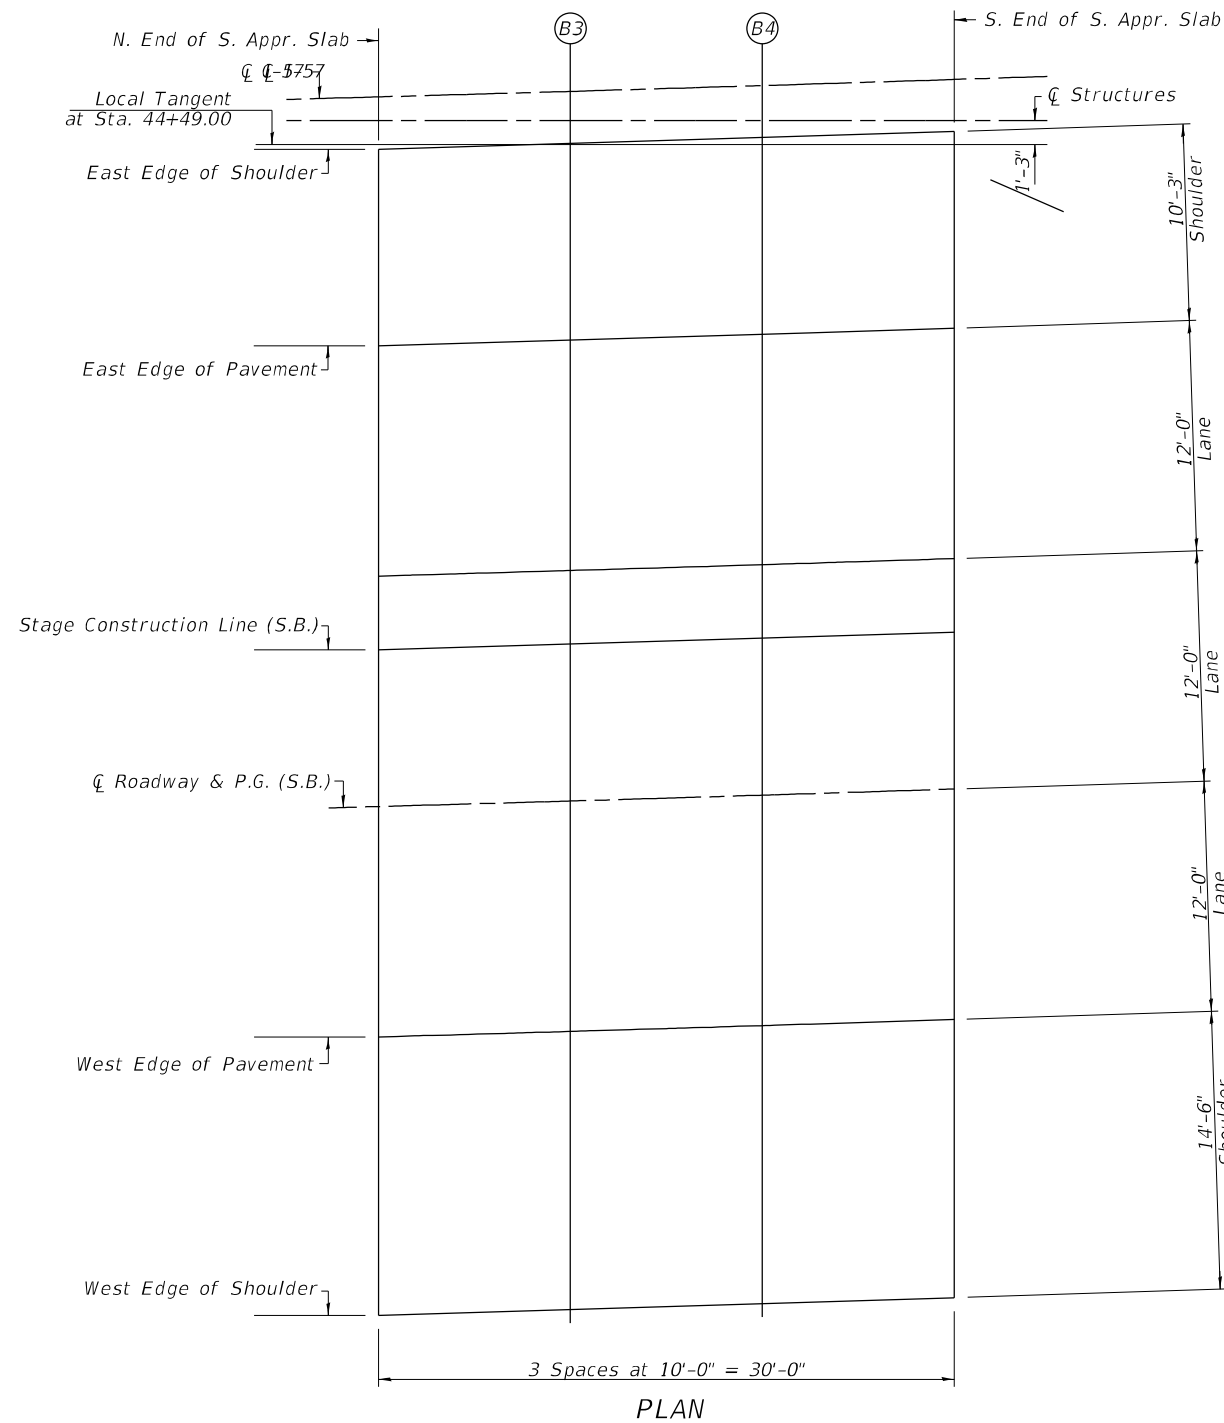 N. End of S. Appr. Slab
B3
B4
S. End of S. Appr. Slab
℄ Structures
Local Tangent
at Sta. 44+49.00
East Edge of Shoulder
1'-3"
10'-3"
Shoulder
East Edge of Pavement
12'-0"
Lane
Stage Construction Line (S.B.)
12'-0"
Lane
℄ Roadway & P.G. (S.B.)
12'-0"
Lane
West Edge of Pavement
14'-6"
Shoulder
West Edge of Shoulder
3 Spaces at 10'-0" = 30'-0"
PLAN